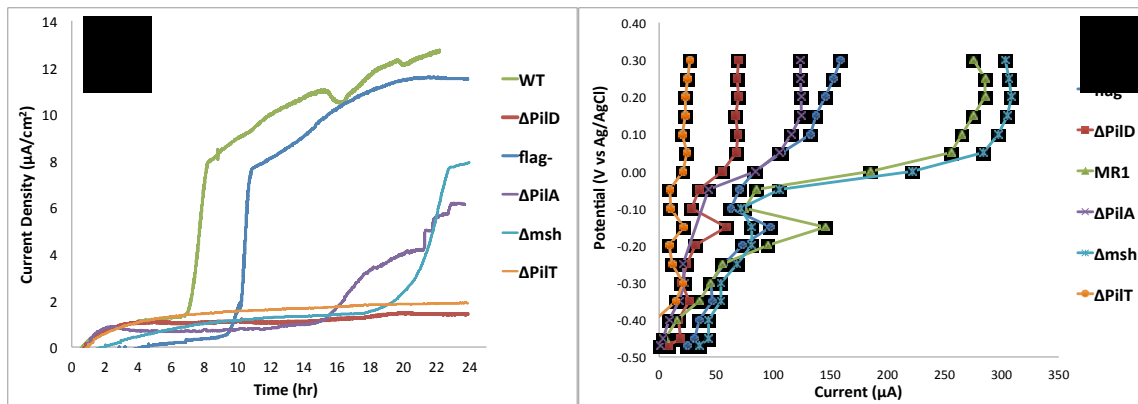 14
12
10
8
6
4
2
0
Current Density (µA/cm²)
0 2 4 6 8 10 12 14 16 18 20 22 24
Time (hr)
WT
ΔPilD
flag-
ΔPilA
Δmsh
ΔPilT
0.30
0.20
0.10
0.00
-0.10
-0.20
-0.30
-0.40
-0.50
Potential (V vs Ag/AgCl)
0 50 100 150 200 250 300 350
Current (µA)
ΔPilD
MR1
ΔPilA
Δmsh
ΔPilT